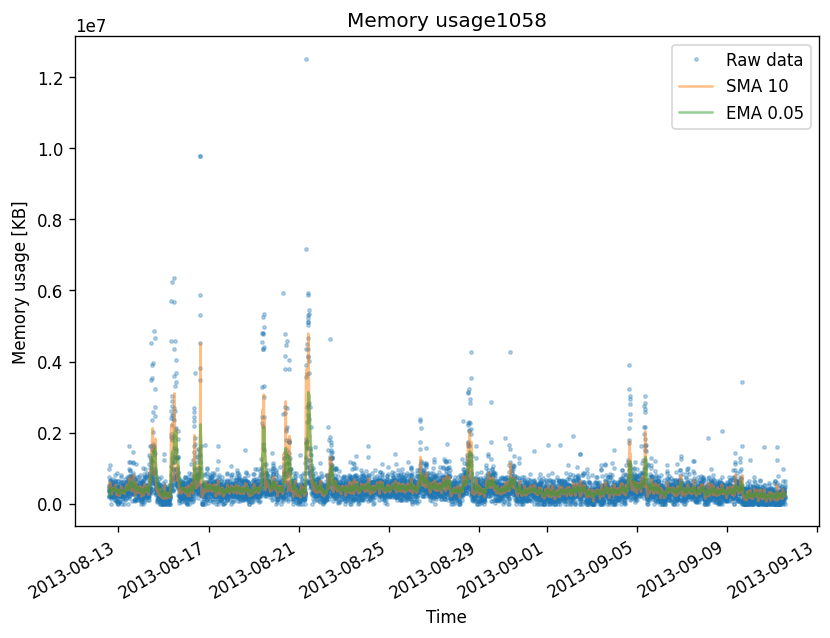 Memory usage1058
1e7
Raw data
SMA 10
EMA 0.05
1.2
1.0
0.8
0.6
0.4
0.2
0.0
Memory usage [KB]
2013-08-13
2013-08-17
2013-08-21
2013-08-25
2013-08-29
2013-09-01
2013-09-05
2013-09-09
2013-09-13
Time